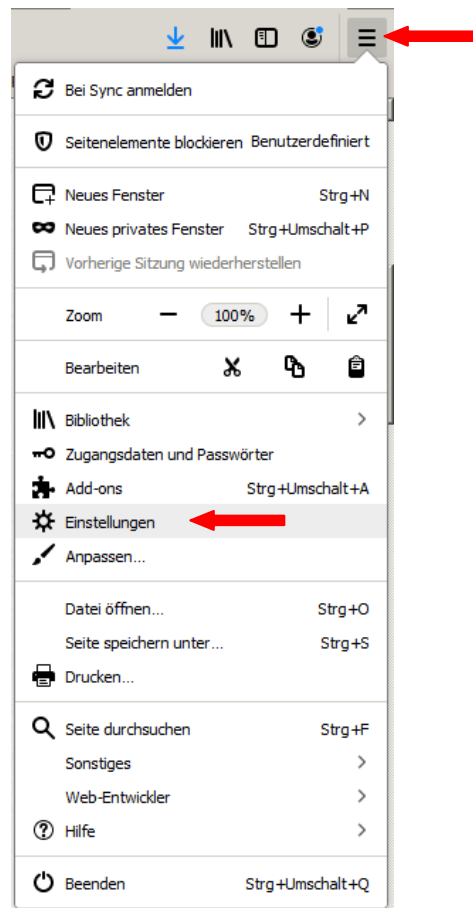 Bei Sync anmelden
Seitenelemente blockieren Benutzerdefiniert
Neues Fenster Strg+N
Neues privates Fenster Strg+Umschalt+P
Vorherige Sitzung wiederherstellen
Zoom 100%
Bearbeiten
Bibliothek
Zugangsdaten und Passwörter
Add-ons Strg+Umschalt+A
Einstellungen
Anpassen...
Datei öffnen... Strg+O
Seite speichern unter... Strg+S
Drucken...
Seite durchsuchen Strg+F
Sonstiges
Web-Entwickler
Hilfe
Beenden Strg+Umschalt+Q